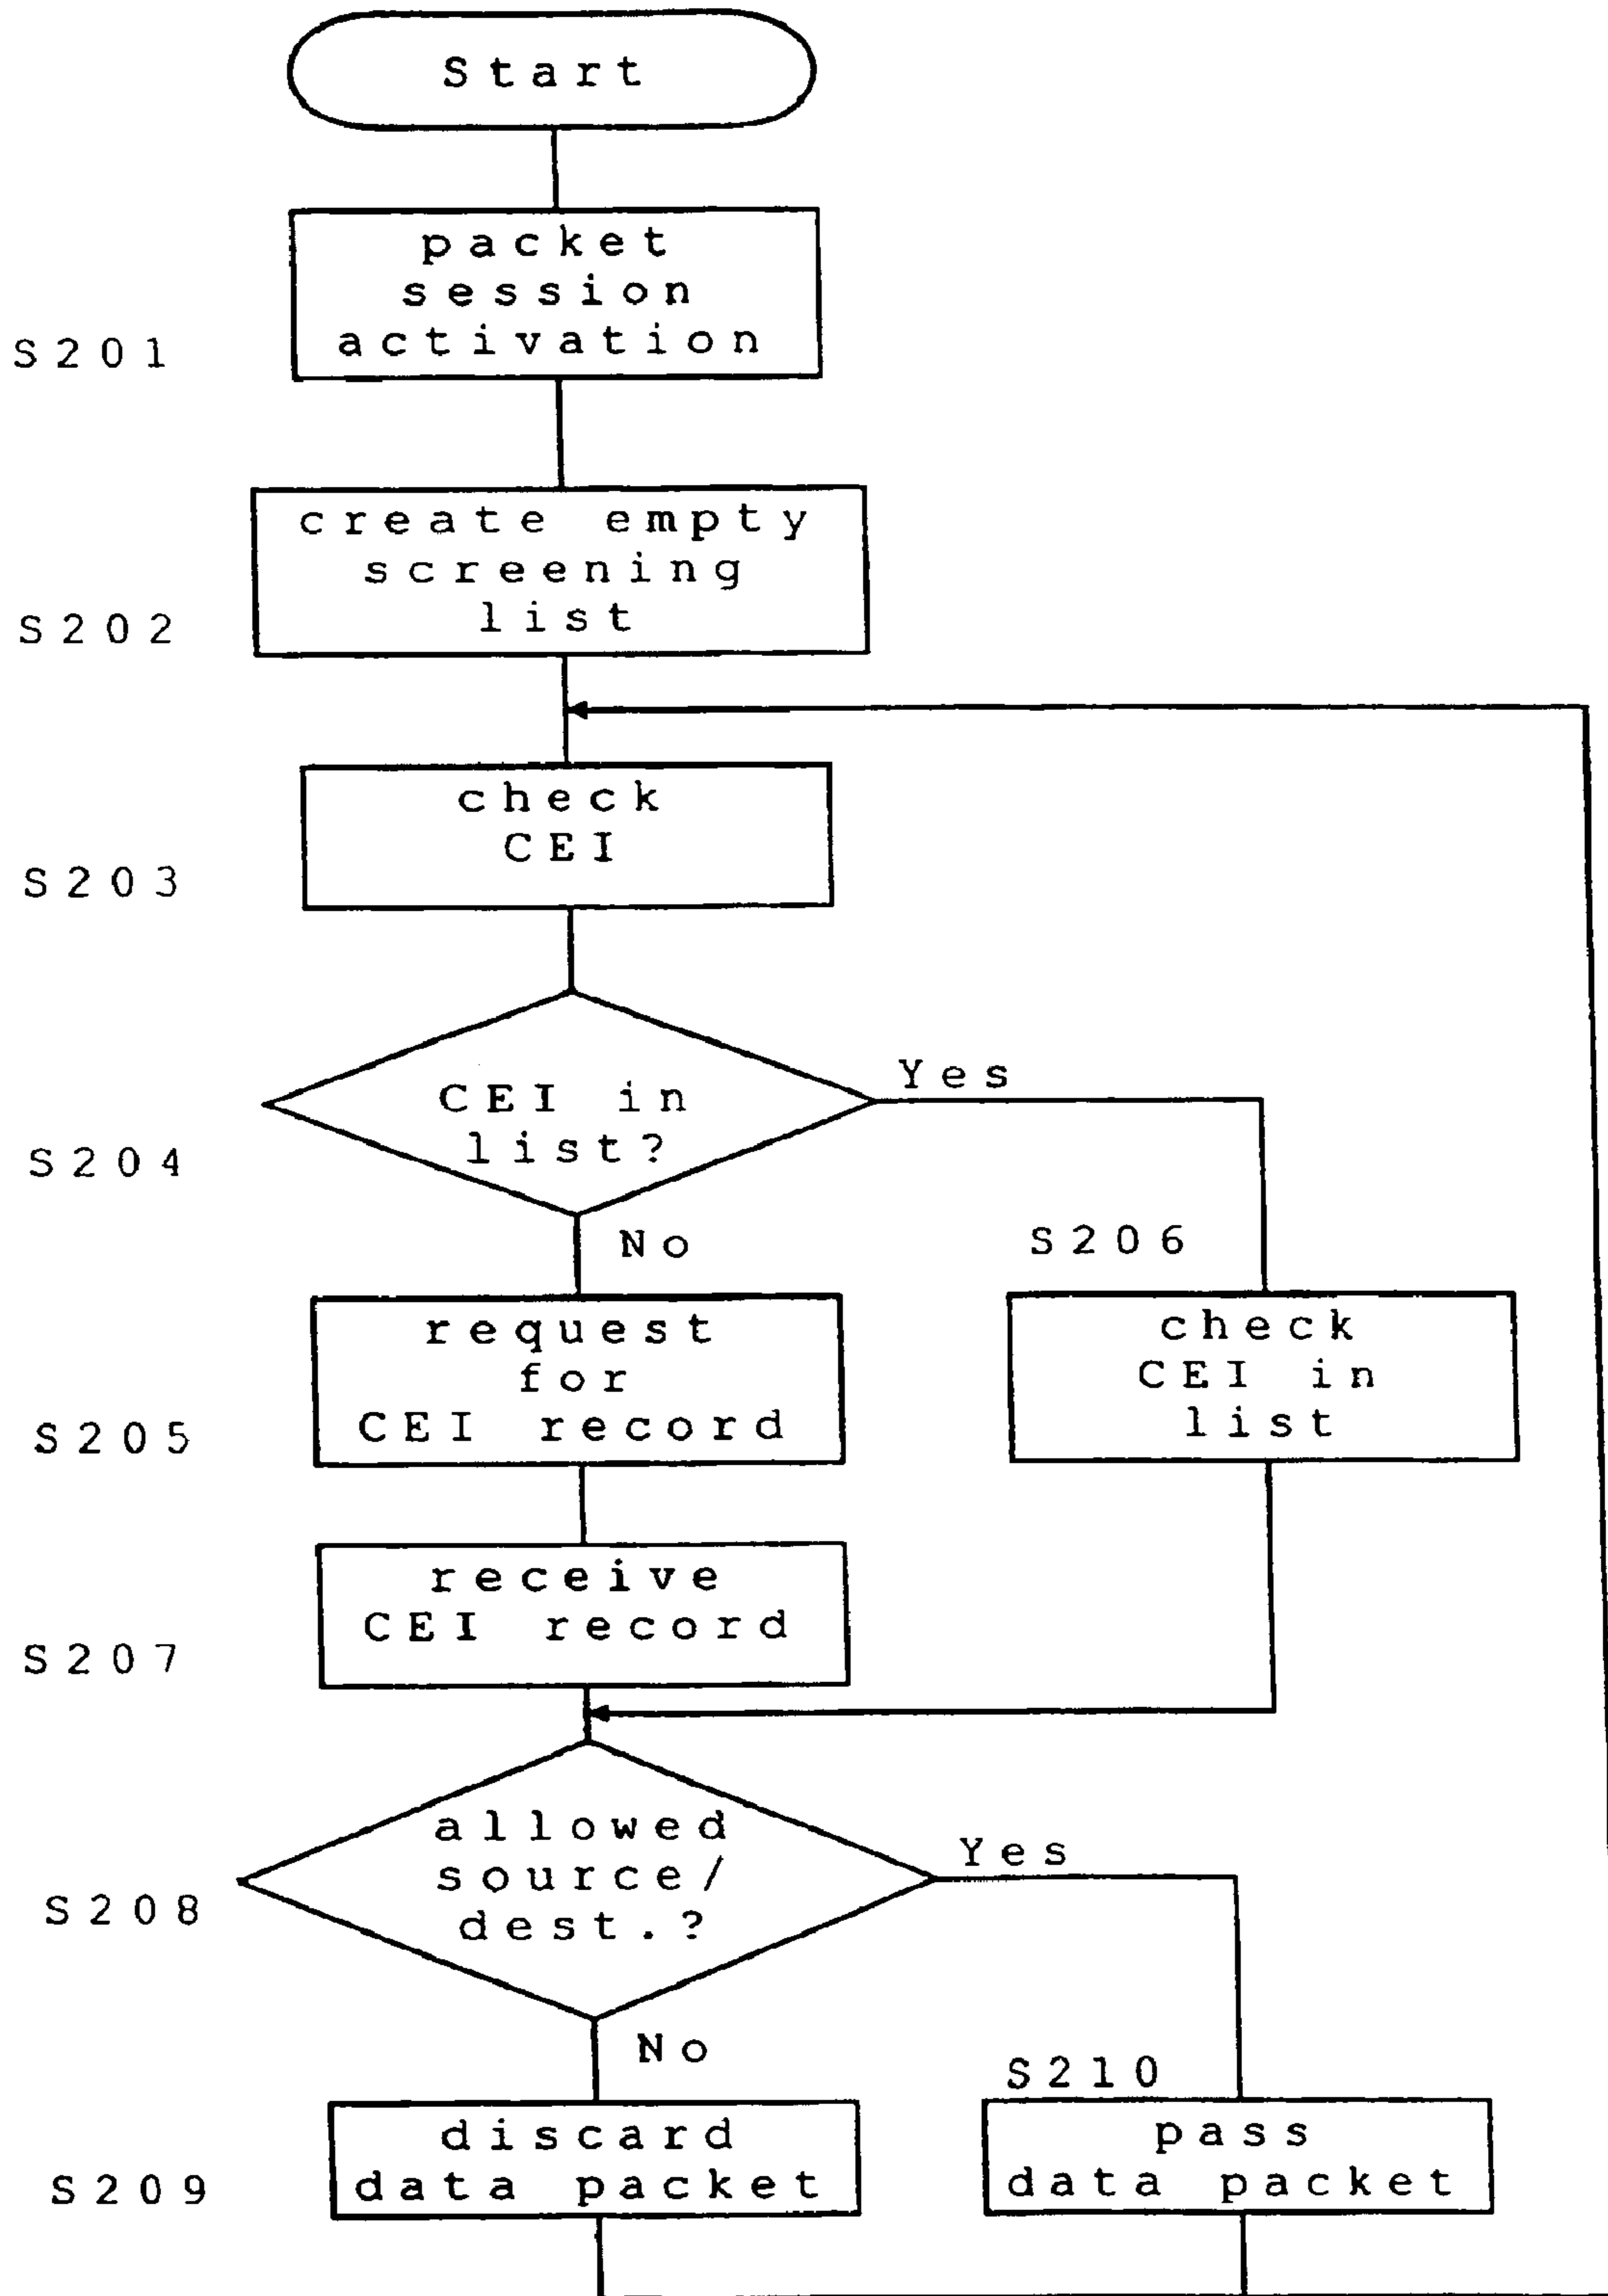 Start
packet
session
activation
S201
create empty
screening
list
S202
check
CEI
S203
CEI in
list?
Yes
S204
No
S206
request
for
CEI record
S205
check
CEI in
list
receive
CEI record
S207
allowed
source/
dest.?
Yes
S208
No
S210
discard
data packet
S209
pass
data packet